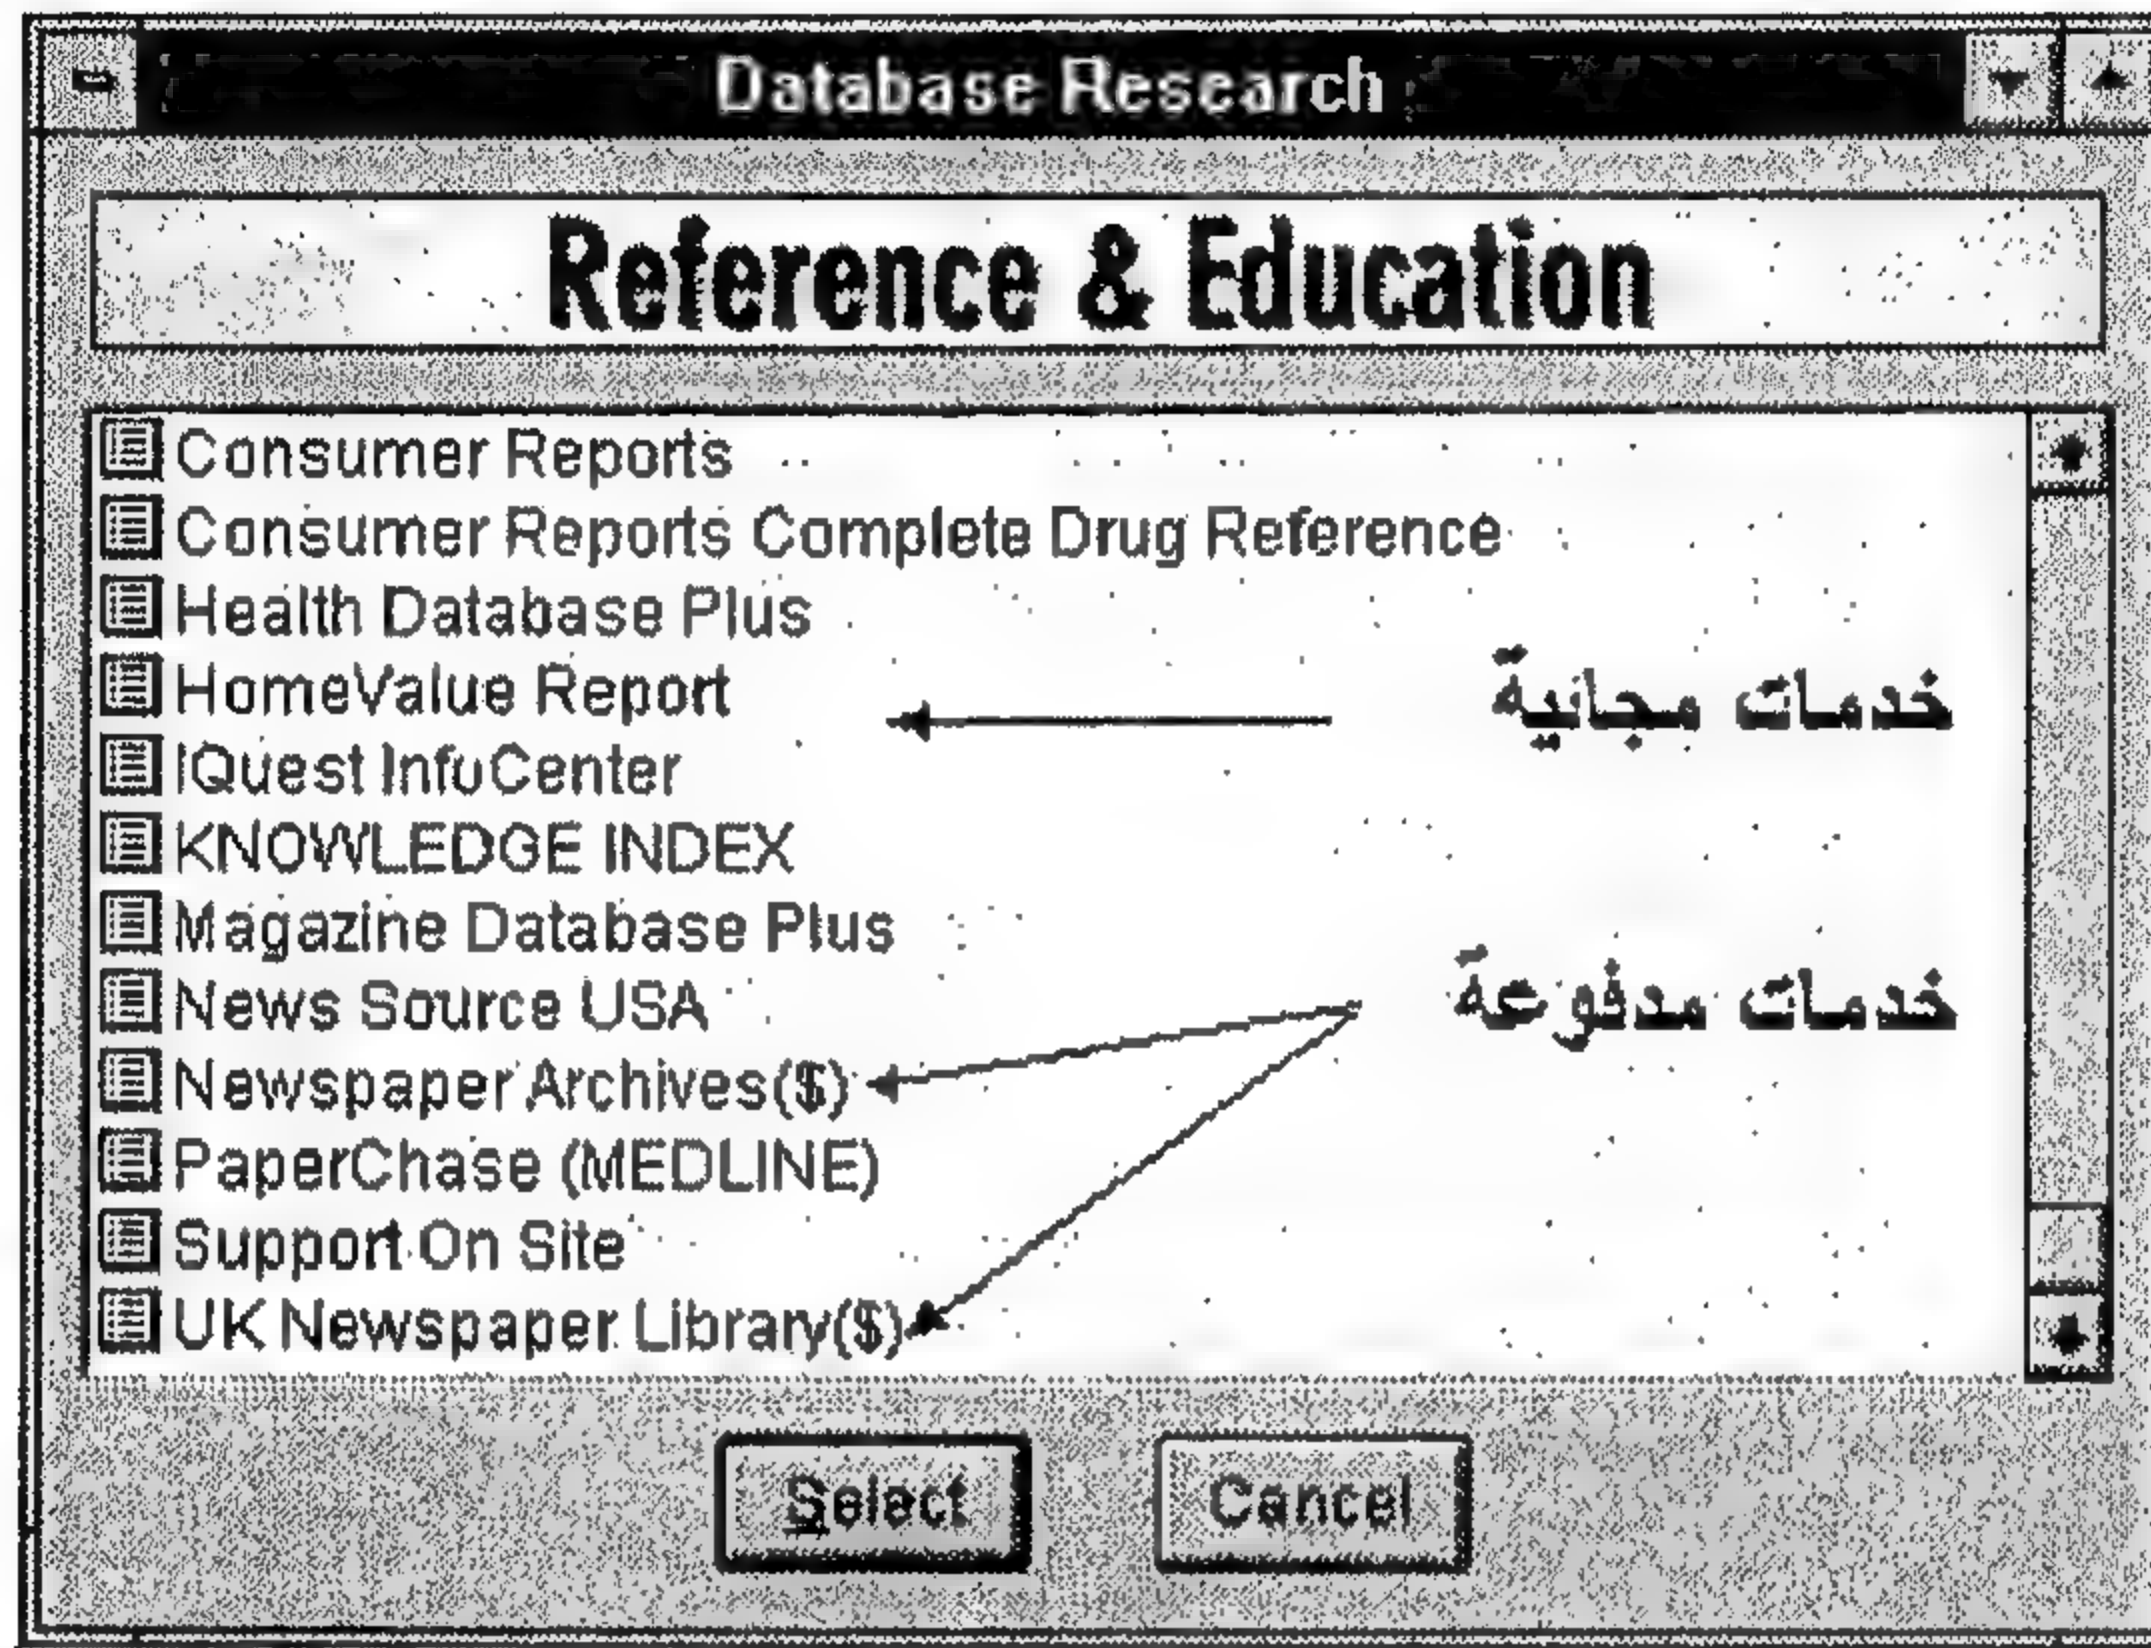 Database Research
Reference & Education
Consumer Reports
Consumer Reports Complete Drug Reference
Health Database Plus
HomeValue Report
خدمات مجانية
IQuest InfoCenter
KNOWLEDGE INDEX
Magazine Database Plus
News Source USA
خدمات مدفوعة
Newspaper Archives($)
PaperChase (MEDLINE)
Support On Site
UK Newspaper Library($)
Select
Cancel